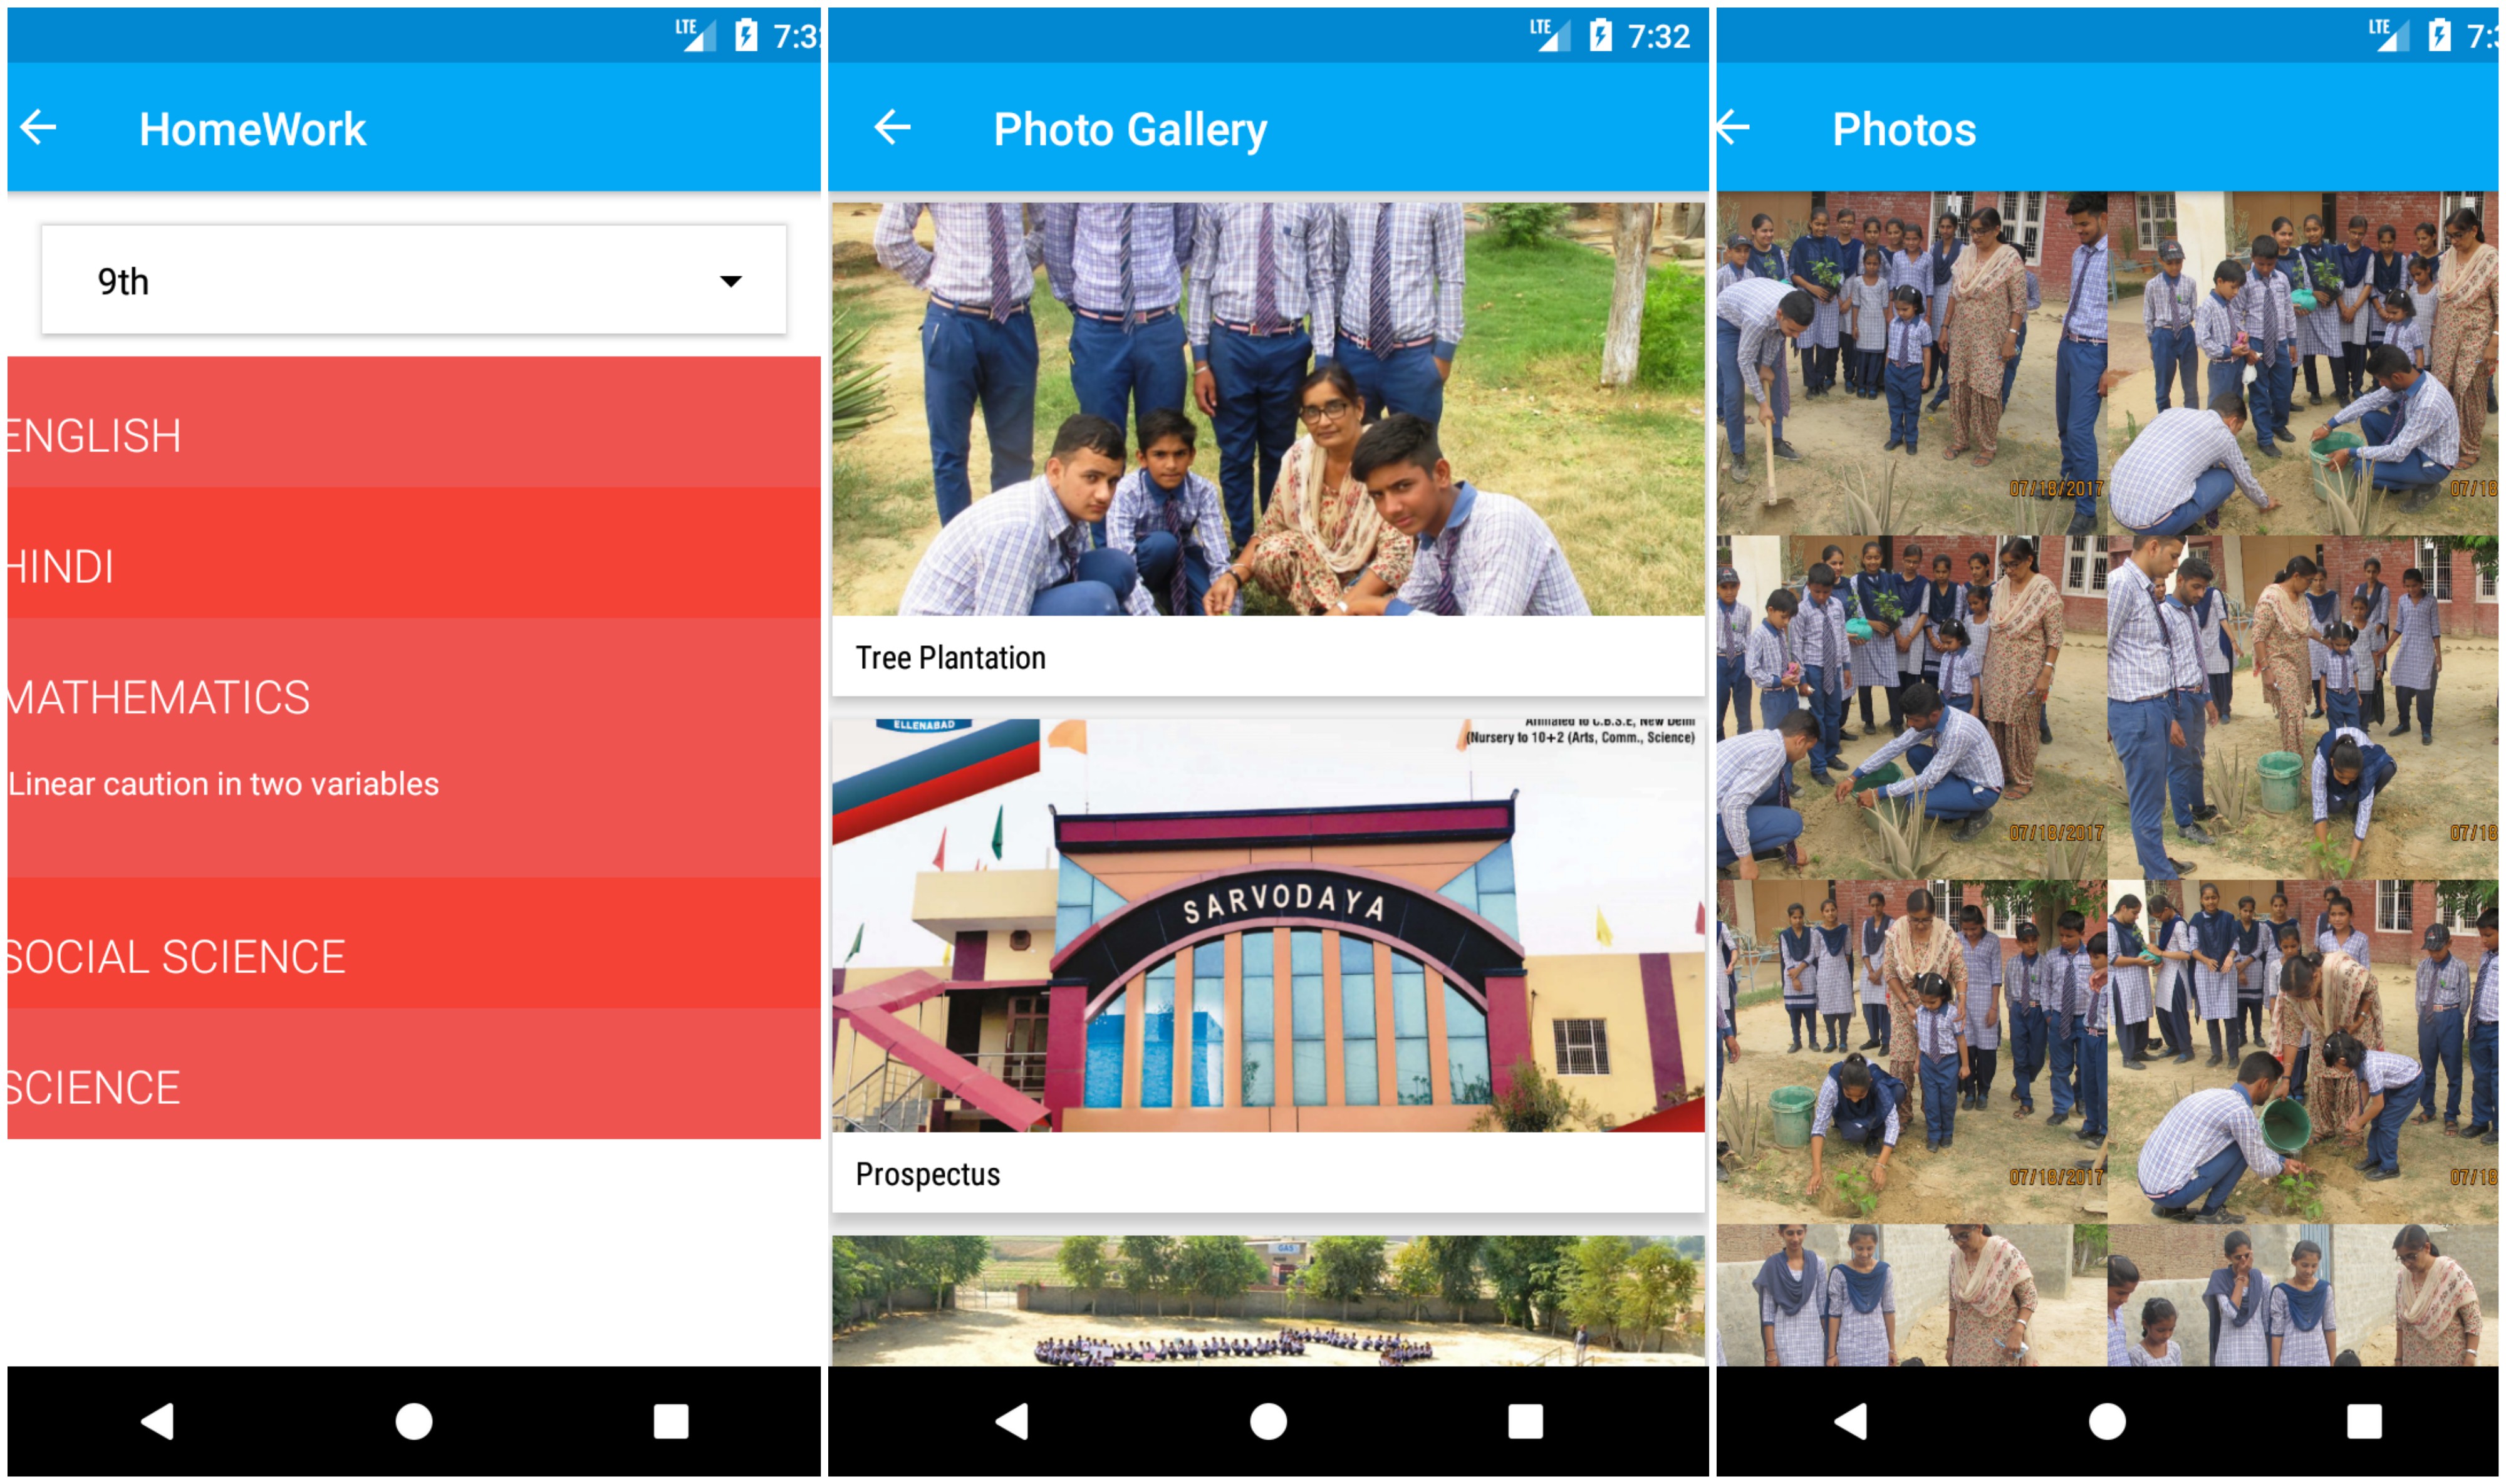 LTE 7:3
HomeWork
9th
ENGLISH
HINDI
MATHEMATICS
Linear caution in two variables
SOCIAL SCIENCE
SCIENCE
LTE 7:32
Photo Gallery
Tree Plantation
ELLENABAD
Affiliated to C.B.S.E, New Delhi
(Nursery to 10+2 (Arts, Comm., Science)
SARVODAYA
Prospectus
GAS
LTE 7:
Photos
07/18/2017
07/18
07/18/2017
07/18
07/18/2017
07/18